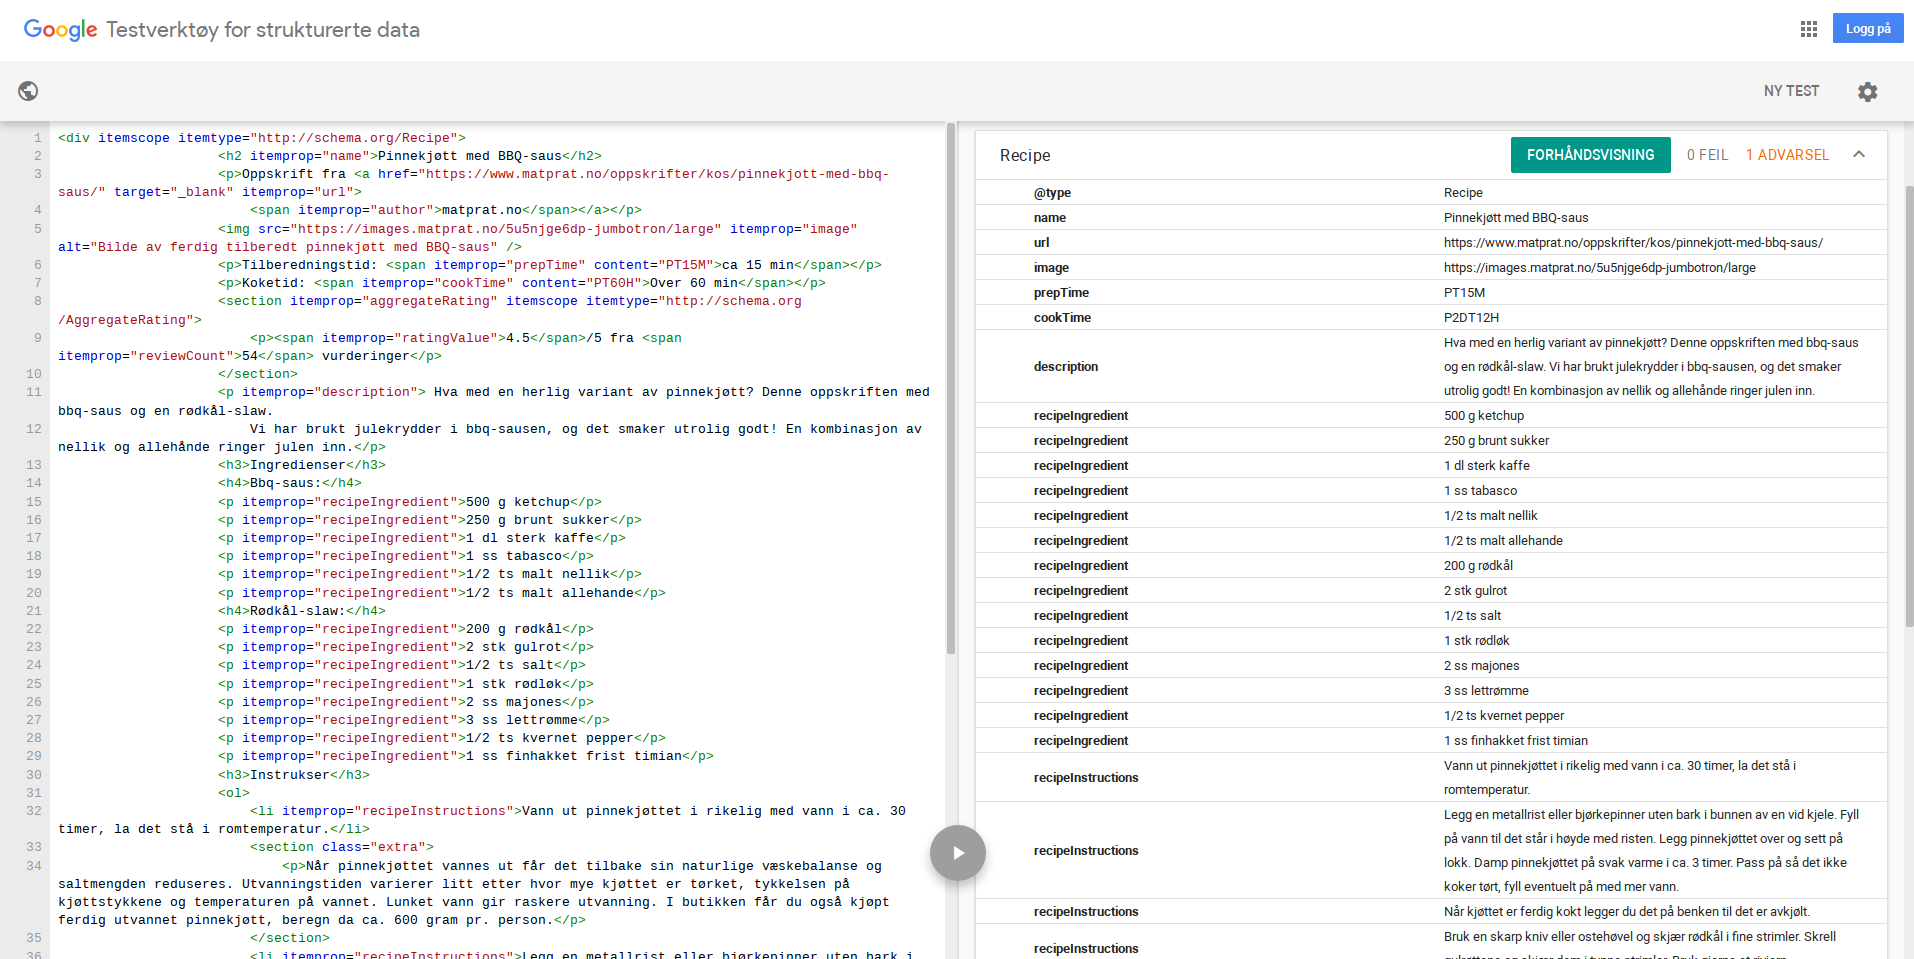 Google Testverktøy for strukturerte data
Logg på
NY TEST
1 <div itemscope itemtype="http://schema.org/Recipe">
2 <h2 itemprop="name">Pinnekjøtt med BBQ-saus</h2>
3 <p>Oppskrift fra <a href="https://www.matprat.no/oppskrifter/kos/pinnekjott-med-bbq-
saus/" target="_blank" itemprop="url">
4 <span itemprop="author">matprat.no</span></a></p>
5 <img src="https://images.matprat.no/5u5njge6dp-jumbotron/large" itemprop="image"
alt="Bilde av ferdig tilberedt pinnekjøtt med BBQ-saus" />
6 <p>Tilberedningstid: <span itemprop="prepTime" content="PT15M">ca 15 min</span></p>
7 <p>Koketid: <span itemprop="cookTime" content="PT60H">Over 60 min</span></p>
8 <section itemprop="aggregateRating" itemscope itemtype="http://schema.org
/AggregateRating">
9 <p><span itemprop="ratingValue">4.5</span>/5 fra <span
itemprop="reviewCount">54</span> vurderinger</p>
10 </section>
11 <p itemprop="description"> Hva med en herlig variant av pinnekjøtt? Denne oppskriften med
bbq-saus og en rødkål-slaw.
12 Vi har brukt julekrydder i bbq-sausen, og det smaker utrolig godt! En kombinasjon av
nellik og allehånde ringer julen inn.</p>
13 <h3>Ingredienser</h3>
14 <h4>Bbq-saus:</h4>
15 <p itemprop="recipeIngredient">500 g ketchup</p>
16 <p itemprop="recipeIngredient">250 g brunt sukker</p>
17 <p itemprop="recipeIngredient">1 dl sterk kaffe</p>
18 <p itemprop="recipeIngredient">1 ss tabasco</p>
19 <p itemprop="recipeIngredient">1/2 ts malt nellik</p>
20 <p itemprop="recipeIngredient">1/2 ts malt allehande</p>
21 <h4>Rødkål-slaw:</h4>
22 <p itemprop="recipeIngredient">200 g rødkål</p>
23 <p itemprop="recipeIngredient">2 stk gulrot</p>
24 <p itemprop="recipeIngredient">1/2 ts salt</p>
25 <p itemprop="recipeIngredient">1 stk rødløk</p>
26 <p itemprop="recipeIngredient">2 ss majones</p>
27 <p itemprop="recipeIngredient">3 ss lettrømme</p>
28 <p itemprop="recipeIngredient">1/2 ts kvernet pepper</p>
29 <p itemprop="recipeIngredient">1 ss finhakket frist timian</p>
30 <h3>Instrukser</h3>
31 <ol>
32 <li itemprop="recipeInstructions">Vann ut pinnekjøttet i rikelig med vann i ca. 30
timer, la det stå i romtemperatur.</li>
33 <section class="extra">
34 <p>Når pinnekjøttet vannes ut får det tilbake sin naturlige væskebalanse og
saltmengden reduseres. Utvanningstiden varierer litt etter hvor mye kjøttet er tørket, tykkelsen på
kjøttstykkene og temperaturen på vannet. Lunket vann gir raskere utvanning. I butikken får du også kjøpt
ferdig utvannet pinnekjøtt, beregn da ca. 600 gram pr. person.</p>
35 </section>
36 <li itemprop="recipeInstructions">Legg en metallrist eller bjørkepinner uten bark i
Recipe FORHÅNDSVISNING 0 FEIL 1 ADVARSEL
@type Recipe
name Pinnekjøtt med BBQ-saus
url https://www.matprat.no/oppskrifter/kos/pinnekjott-med-bbq-saus/
image https://images.matprat.no/5u5njge6dp-jumbotron/large
prepTime PT15M
cookTime P2DT12H
description Hva med en herlig variant av pinnekjøtt? Denne oppskriften med bbq-saus
og en rødkål-slaw. Vi har brukt julekrydder i bbq-sausen, og det smaker
utrolig godt! En kombinasjon av nellik og allehånde ringer julen inn.
recipeIngredient 500 g ketchup
recipeIngredient 250 g brunt sukker
recipeIngredient 1 dl sterk kaffe
recipeIngredient 1 ss tabasco
recipeIngredient 1/2 ts malt nellik
recipeIngredient 1/2 ts malt allehande
recipeIngredient 200 g rødkål
recipeIngredient 2 stk gulrot
recipeIngredient 1/2 ts salt
recipeIngredient 1 stk rødløk
recipeIngredient 2 ss majones
recipeIngredient 3 ss lettrømme
recipeIngredient 1/2 ts kvernet pepper
recipeIngredient 1 ss finhakket frist timian
recipeInstructions Vann ut pinnekjøttet i rikelig med vann i ca. 30 timer, la det stå i
romtemperatur.
recipeInstructions Legg en metallrist eller bjørkepinner uten bark i bunnen av en vid kjele. Fyll
på vann til det står i høyde med risten. Legg pinnekjøttet over og sett på
lokk. Damp pinnekjøttet på svak varme i ca. 3 timer. Pass på så det ikke
koker tørt, fyll eventuelt på med mer vann.
recipeInstructions Når kjøttet er ferdig kokt legger du det på benken til det er avkjølt.
recipeInstructions Bruk en skarp kniv eller ostehøvel og skjær rødkål i fine strimler. Skrell